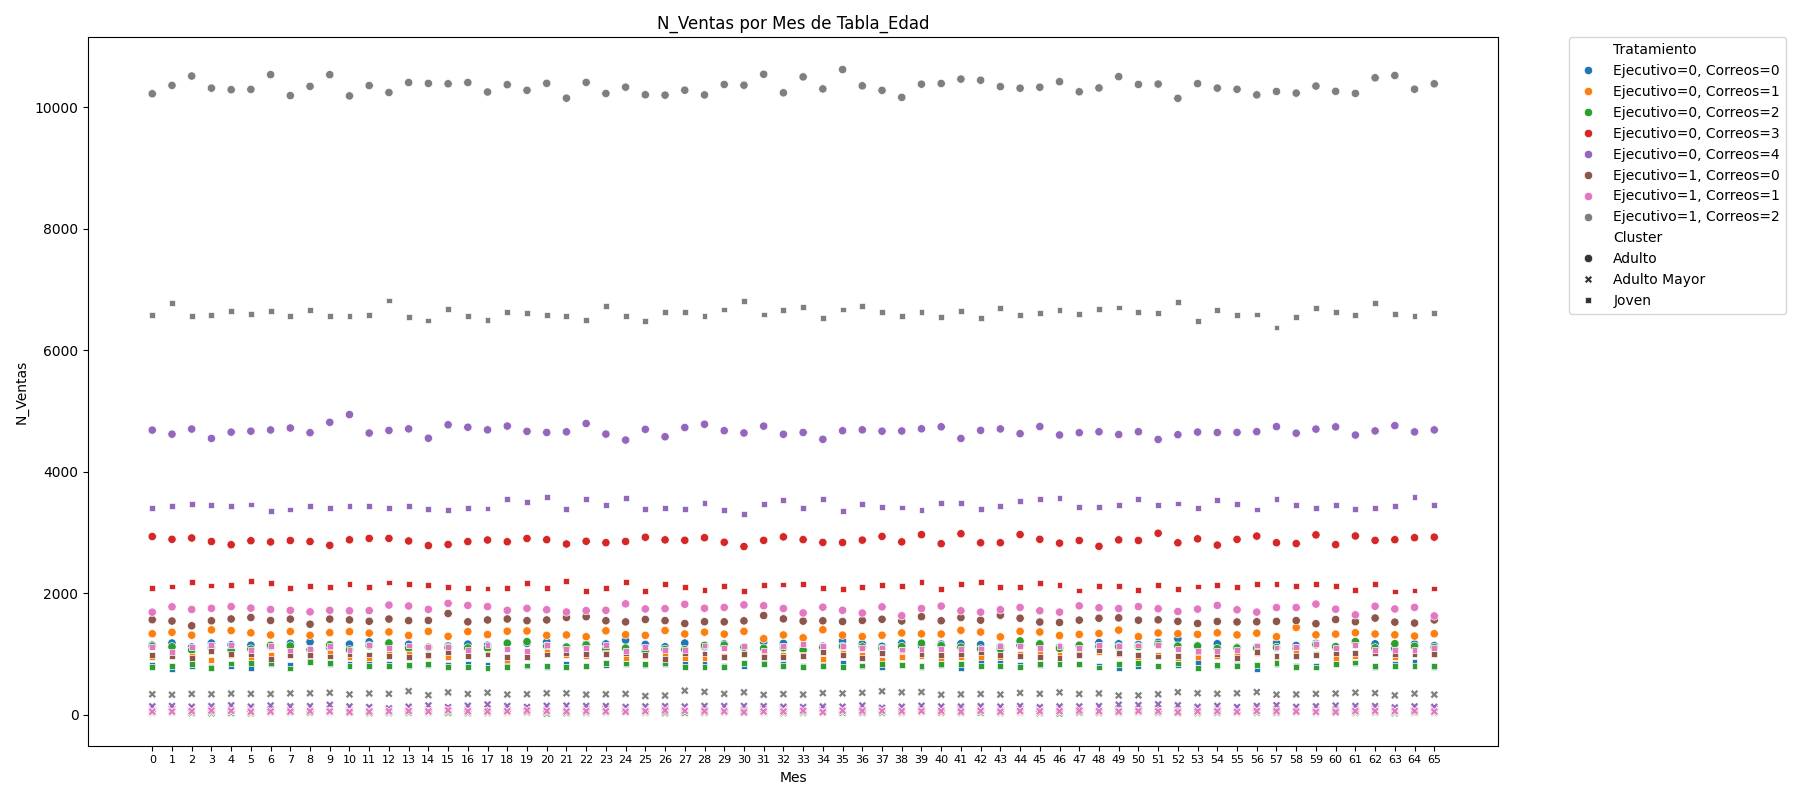 N_Ventas por Mes de Tabla_Edad
Tratamiento
Ejecutivo=0, Correos=0
Ejecutivo=0, Correos=1
Ejecutivo=0, Correos=2
Ejecutivo=0, Correos=3
Ejecutivo=0, Correos=4
Ejecutivo=1, Correos=0
Ejecutivo=1, Correos=1
Ejecutivo=1, Correos=2
Cluster
Adulto
Adulto Mayor
Joven
N_Ventas
10000
8000
6000
4000
2000
0
0 1 2 3 4 5 6 7 8 9 10 11 12 13 14 15 16 17 18 19 20 21 22 23 24 25 26 27 28 29 30 31 32 33 34 35 36 37 38 39 40 41 42 43 44 45 46 47 48 49 50 51 52 53 54 55 56 57 58 59 60 61 62 63 64 65
Mes